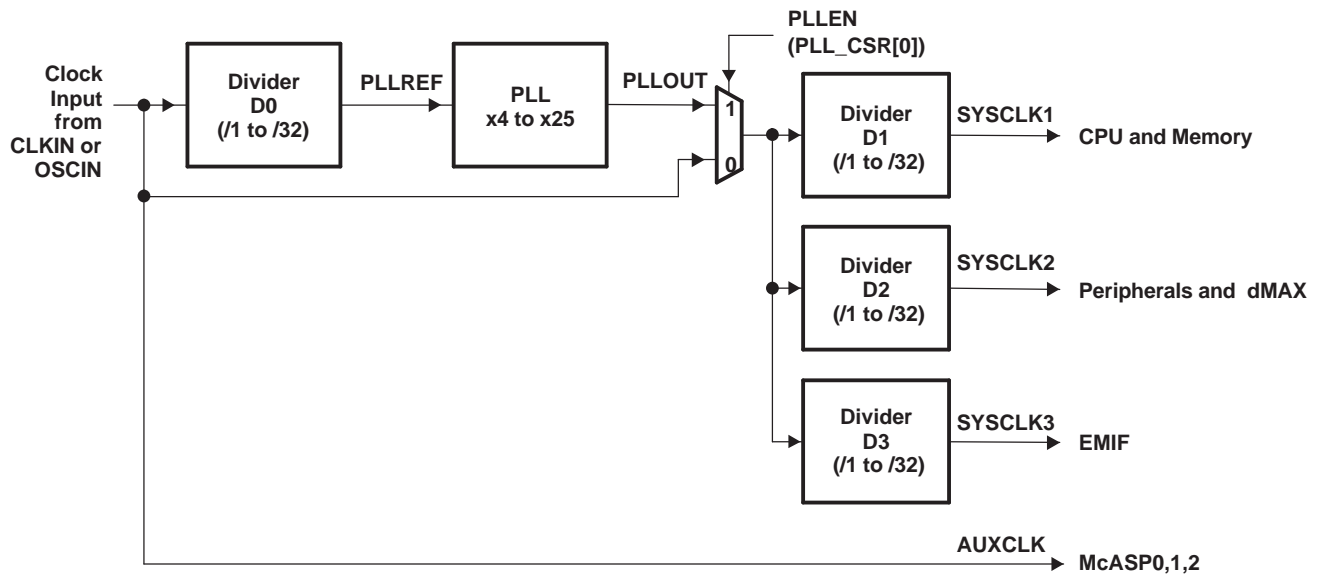 PLLEN
(PLL_CSR[0])
Clock
Input
from
CLKIN or
OSCIN
Divider
D0
(/1 to /32)
PLLREF
PLL
x4 to x25
PLLOUT
1
0
Divider
D1
(/1 to /32)
SYSCLK1
CPU and Memory
Divider
D2
(/1 to /32)
SYSCLK2
Peripherals and dMAX
Divider
D3
(/1 to /32)
SYSCLK3
EMIF
AUXCLK
McASP0,1,2